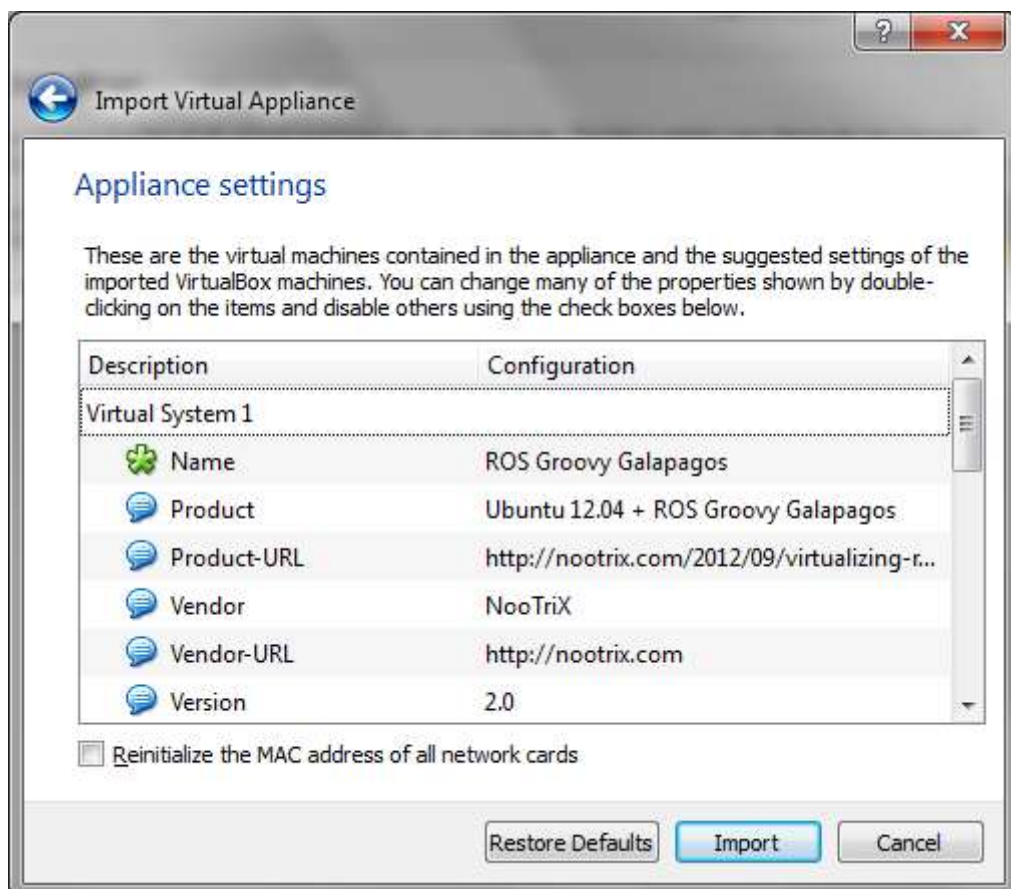 Import Virtual Appliance
Appliance settings
These are the virtual machines contained in the appliance and the suggested settings of the
imported VirtualBox machines. You can change many of the properties shown by double-
clicking on the items and disable others using the check boxes below.
Description Configuration
Virtual System 1
Name ROS Groovy Galapagos
Product Ubuntu 12.04 + ROS Groovy Galapagos
Product-URL http://nootrix.com/2012/09/virtualizing-r...
Vendor NooTriX
Vendor-URL http://nootrix.com
Version 2.0
Reinitialize the MAC address of all network cards
Restore Defaults Import Cancel